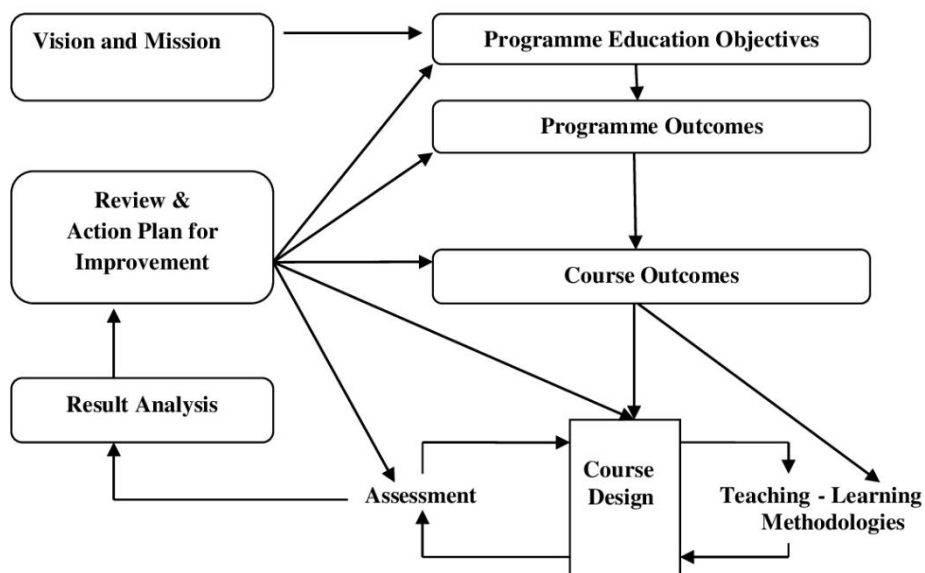 Vision and Mission
Programme Education Objectives
Programme Outcomes
Review &
Action Plan for
Improvement
Course Outcomes
Result Analysis
Assessment
Course
Design
Teaching - Learning
Methodologies